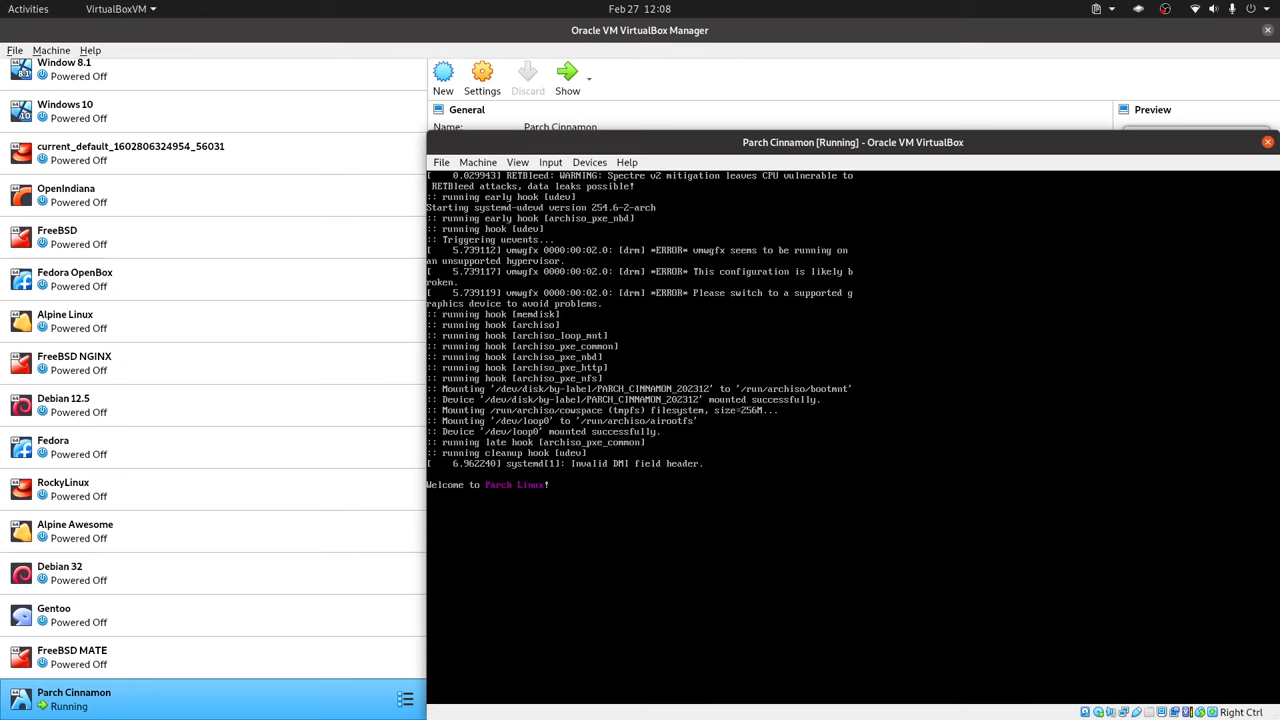 Activities
VirtualBoxVM
Feb 27 12:08
Oracle VM VirtualBox Manager
File Machine Help
Window 8.1
Powered Off
Windows 10
Powered Off
current_default_1602806324954_56031
Powered Off
OpenIndiana
Powered Off
FreeBSD
Powered Off
Fedora OpenBox
Powered Off
Alpine Linux
Powered Off
FreeBSD NGINX
Powered Off
Debian 12.5
Powered Off
Fedora
Powered Off
RockyLinux
Powered Off
Alpine Awesome
Powered Off
Debian 32
Powered Off
Gentoo
Powered Off
FreeBSD MATE
Powered Off
Parch Cinnamon
Running
New Settings Discard Show
General
Preview
Name: Parch Cinnamon
Parch Cinnamon [Running] - Oracle VM VirtualBox
File Machine View Input Devices Help
[    0.029943] RETBleed: WARNING: Spectre v2 mitigation leaves CPU vulnerable to
RETBleed attacks, data leaks possible!
:: running early hook [udev]
Starting systemd-udevd version 254.6-2-arch
:: running early hook [archiso_pxe_nbd]
:: running hook [udev]
:: Triggering uevents...
[    5.739112] vmwgfx 0000:00:02.0: [drm] *ERROR* vmwgfx seems to be running on
an unsupported hypervisor.
[    5.739117] vmwgfx 0000:00:02.0: [drm] *ERROR* This configuration is likely b
roken.
[    5.739119] vmwgfx 0000:00:02.0: [drm] *ERROR* Please switch to a supported g
raphics device to avoid problems.
:: running hook [memdisk]
:: running hook [archiso]
:: running hook [archiso_loop_mnt]
:: running hook [archiso_pxe_common]
:: running hook [archiso_pxe_nbd]
:: running hook [archiso_pxe_http]
:: running hook [archiso_pxe_nfs]
:: Mounting '/dev/disk/by-label/PARCH_CINNAMON_202312' to '/run/archiso/bootmnt'
:: Device '/dev/disk/by-label/PARCH_CINNAMON_202312' mounted successfully.
:: Mounting /run/archiso/cowspace (tmpfs) filesystem, size=256M...
:: Mounting '/dev/loop0' to '/run/archiso/airootfs'
:: Device '/dev/loop0' mounted successfully.
:: running late hook [archiso_pxe_common]
:: running cleanup hook [udev]
[    6.962240] systemd[1]: Invalid DMI field header.
Welcome to Parch Linux!
Right Ctrl